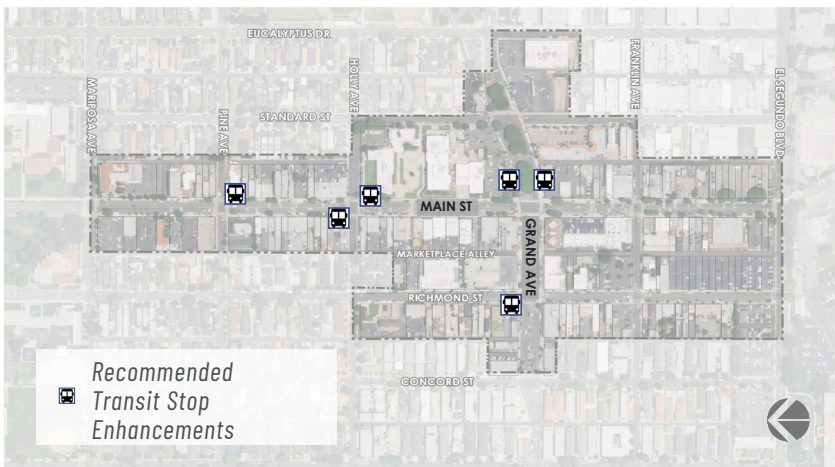 EUCALYPTUS DR
STANDARD ST
MARIPOSA AVE
PINE AVE
HOLLY AVE
FRANKLIN AVE
EL SEGUNDO BLVD
MAIN ST
GRAND AVE
MARKETPLACE ALLEY
RICHMOND ST
CONCORD ST
Recommended
Transit Stop
Enhancements